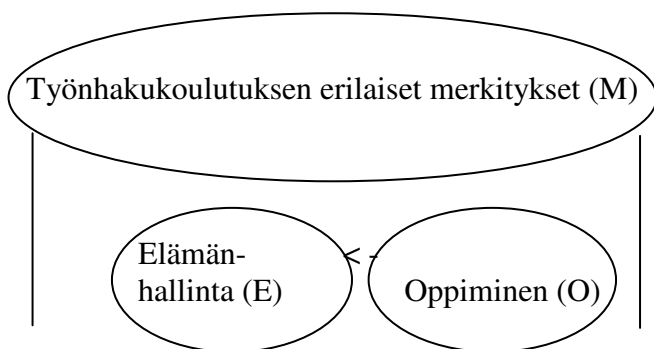 Työnhakukoulutuksen erilaiset merkitykset (M)
Elämän-
hallinta (E)
< -
Oppiminen (O)